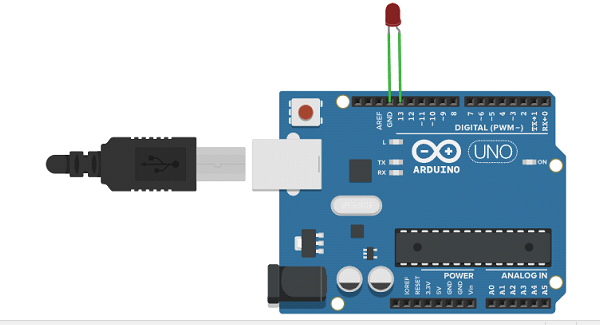 AREF
GND
13
12
~11
~10
~9
8
7
~6
~5
4
~3
2
TX→1
RX←0
DIGITAL (PWM~)
L
TX
RX
UNO
ARDUINO
ON
POWER
ANALOG IN
IOREF
RESET
3.3V
5V
GND
GND
Vin
A0
A1
A2
A3
A4
A5